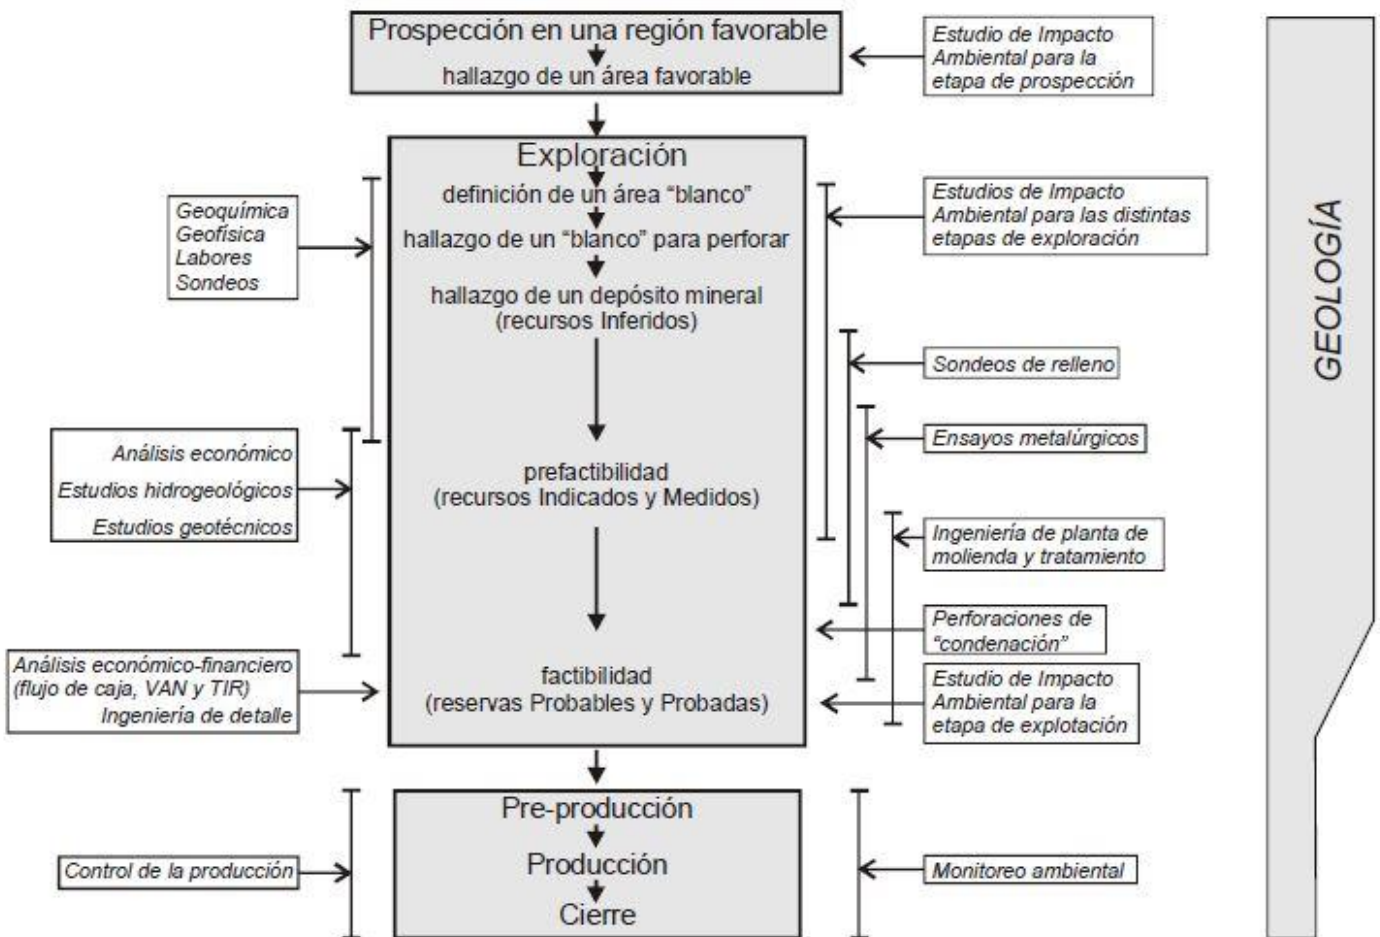 Prospección en una región favorable
hallazgo de un área favorable
Estudio de Impacto
Ambiental para la
etapa de prospección
Exploración
definición de un área “blanco”
hallazgo de un “blanco” para perforar
hallazgo de un depósito mineral
(recursos Inferidos)
prefactibilidad
(recursos Indicados y Medidos)
factibilidad
(reservas Probables y Probadas)
Geoquímica
Geofísica
Labores
Sondeos
Análisis económico
Estudios hidrogeológicos
Estudios geotécnicos
Análisis económico-financiero
(flujo de caja, VAN y TIR)
Ingeniería de detalle
Estudios de Impacto
Ambiental para las distintas
etapas de exploración
Sondeos de relleno
Ensayos metalúrgicos
Ingeniería de planta de
molienda y tratamiento
Perforaciones de
“condenación”
Estudio de Impacto
Ambiental para la
etapa de explotación
Pre-producción
Producción
Cierre
Control de la producción
Monitoreo ambiental
GEOLOGÍA